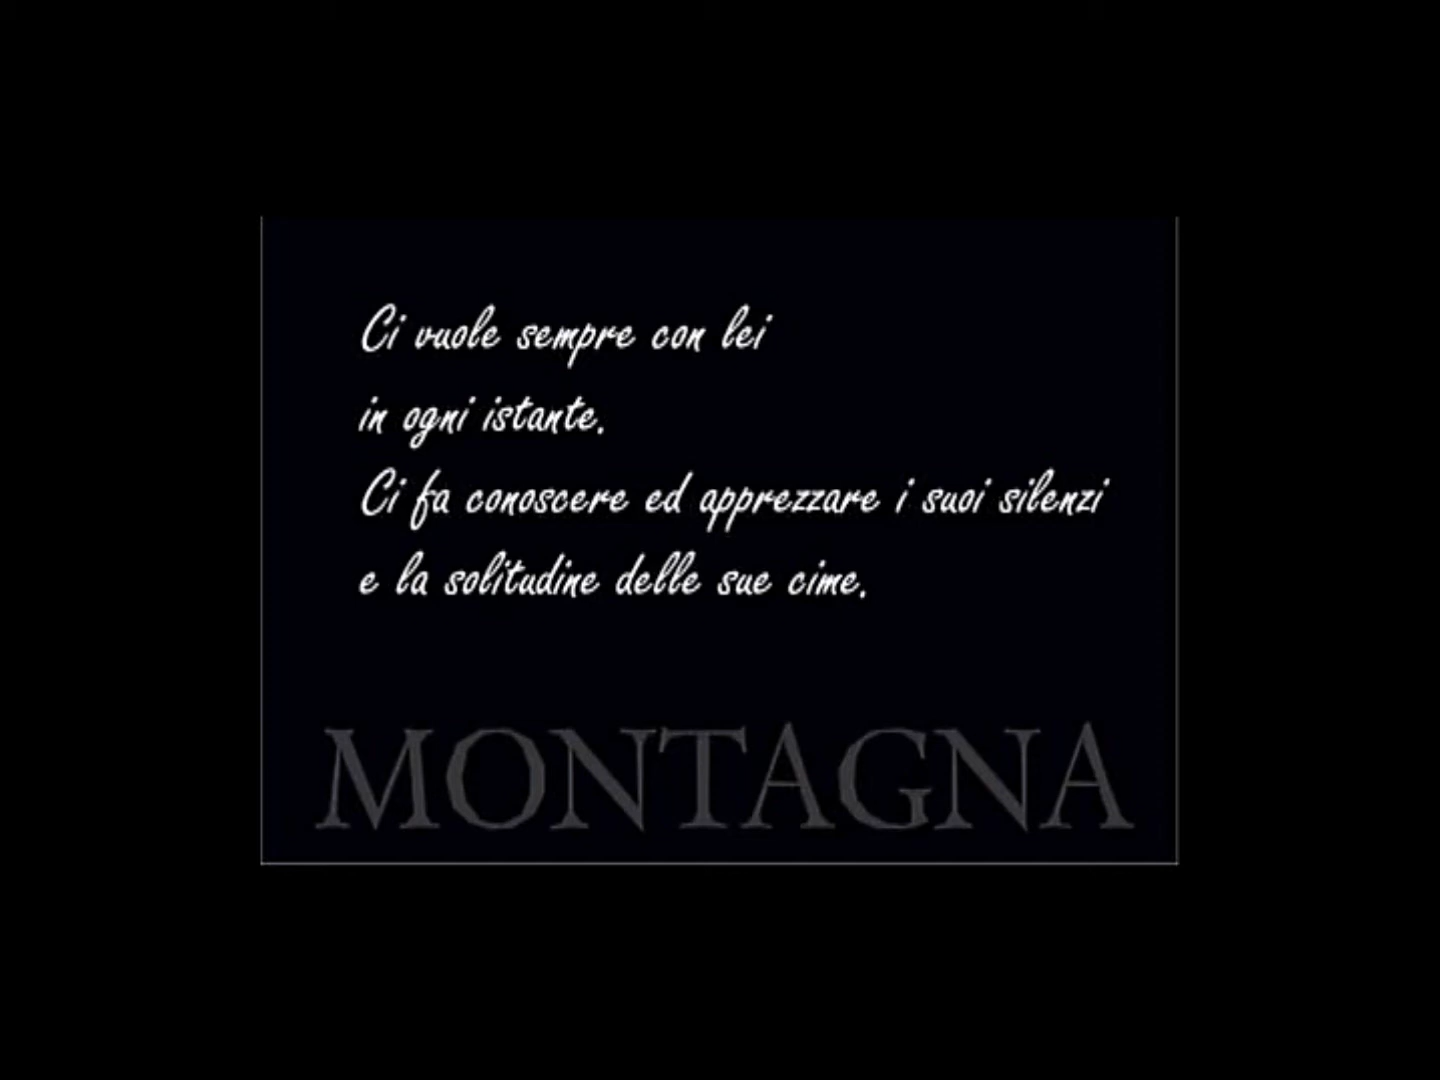 Ci vuole sempre con lei
in ogni istante.
Ci fa conoscere ed apprezzare i suoi silenzi
e la solitudine delle sue cime.
MONTAGNA